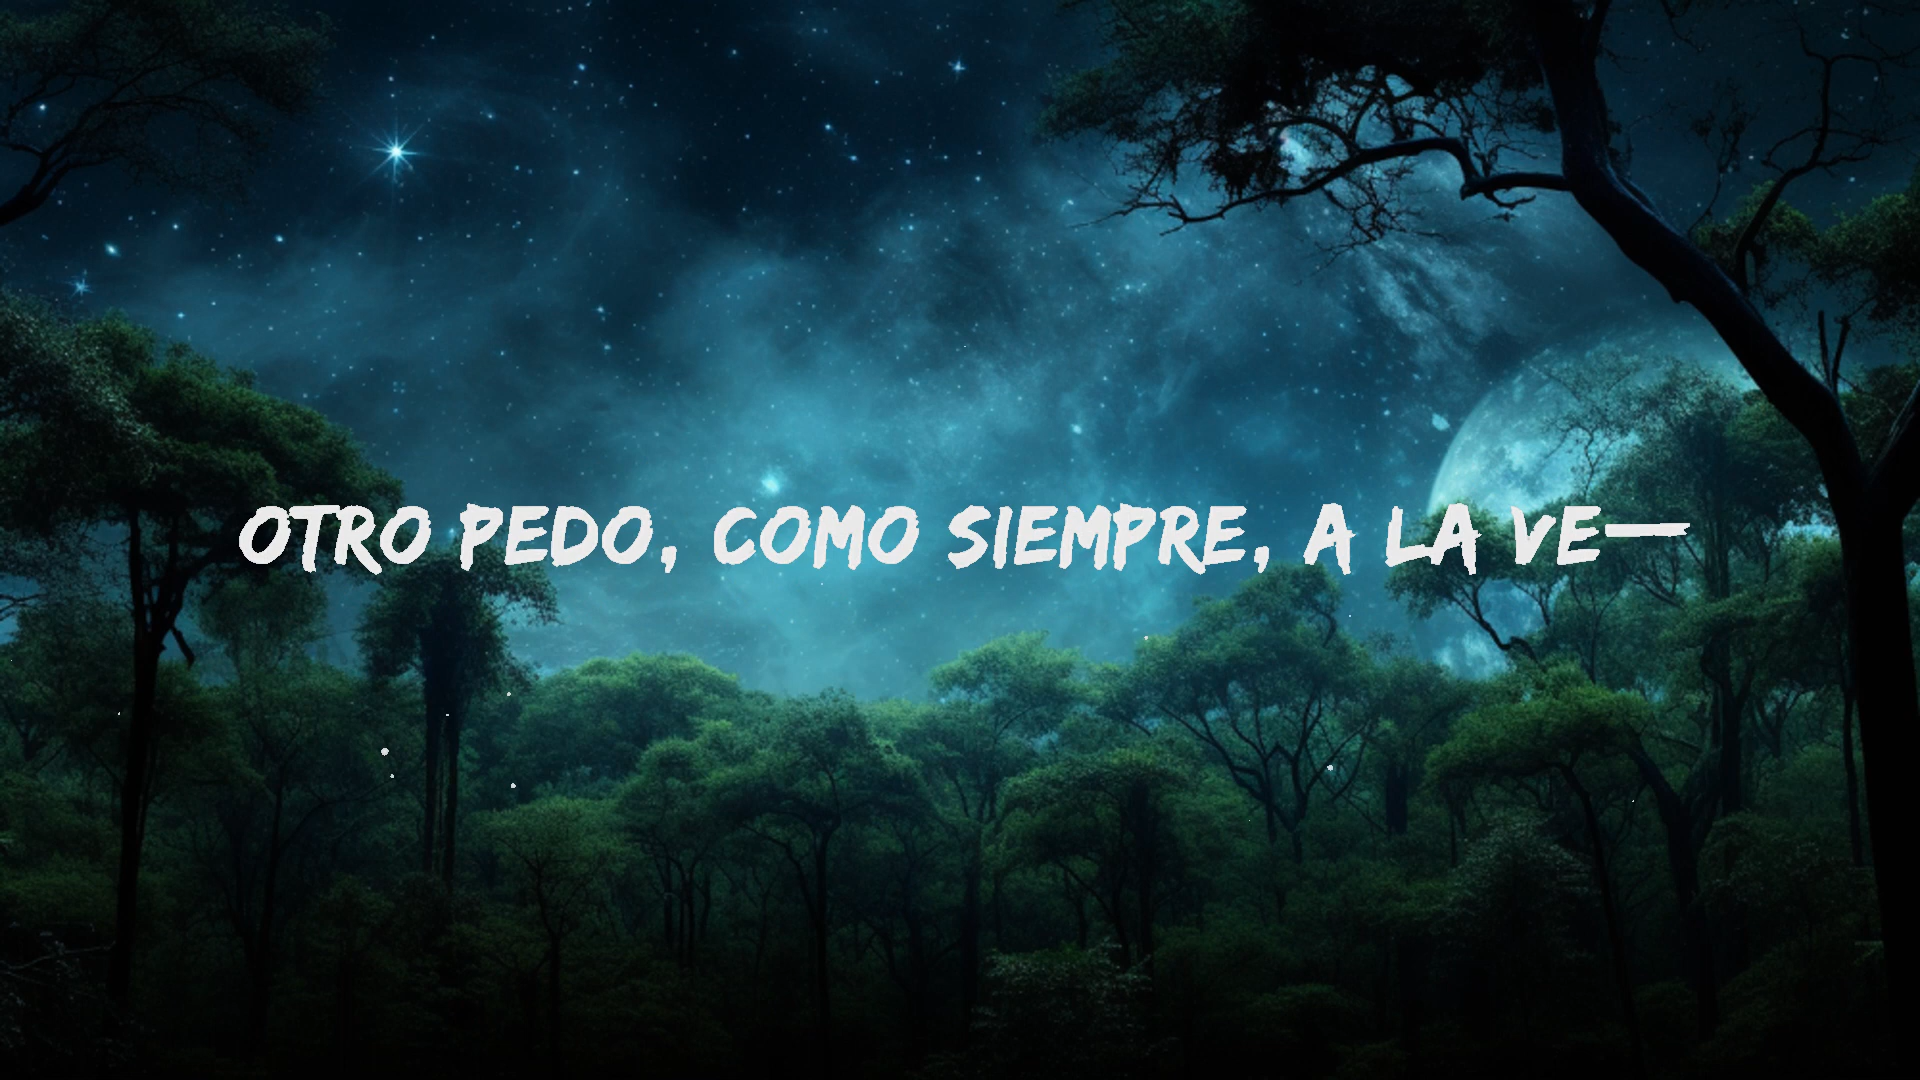 OTRO PEDO, COMO SIEMPRE, A LA VE—